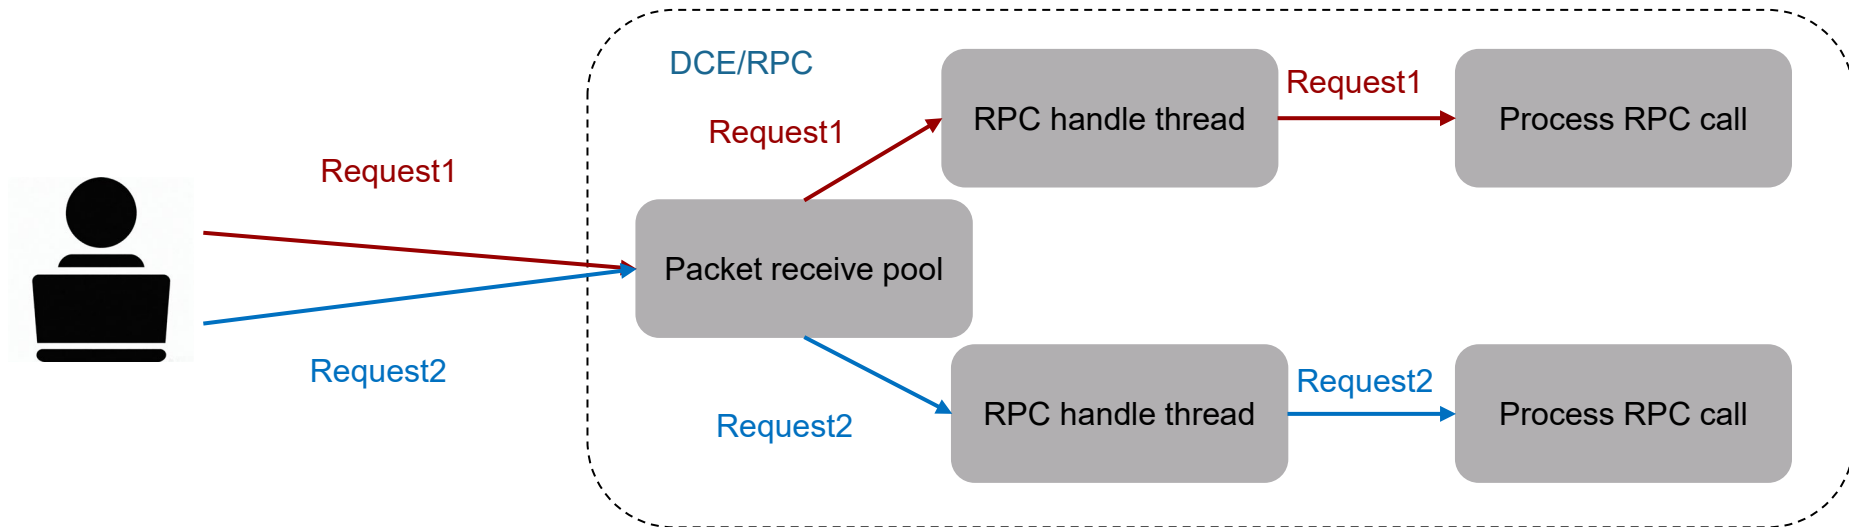 DCE/RPC
RPC handle thread
Request1
Process RPC call
Request1
Request1
Packet receive pool
Request2
Request2
RPC handle thread
Request2
Process RPC call